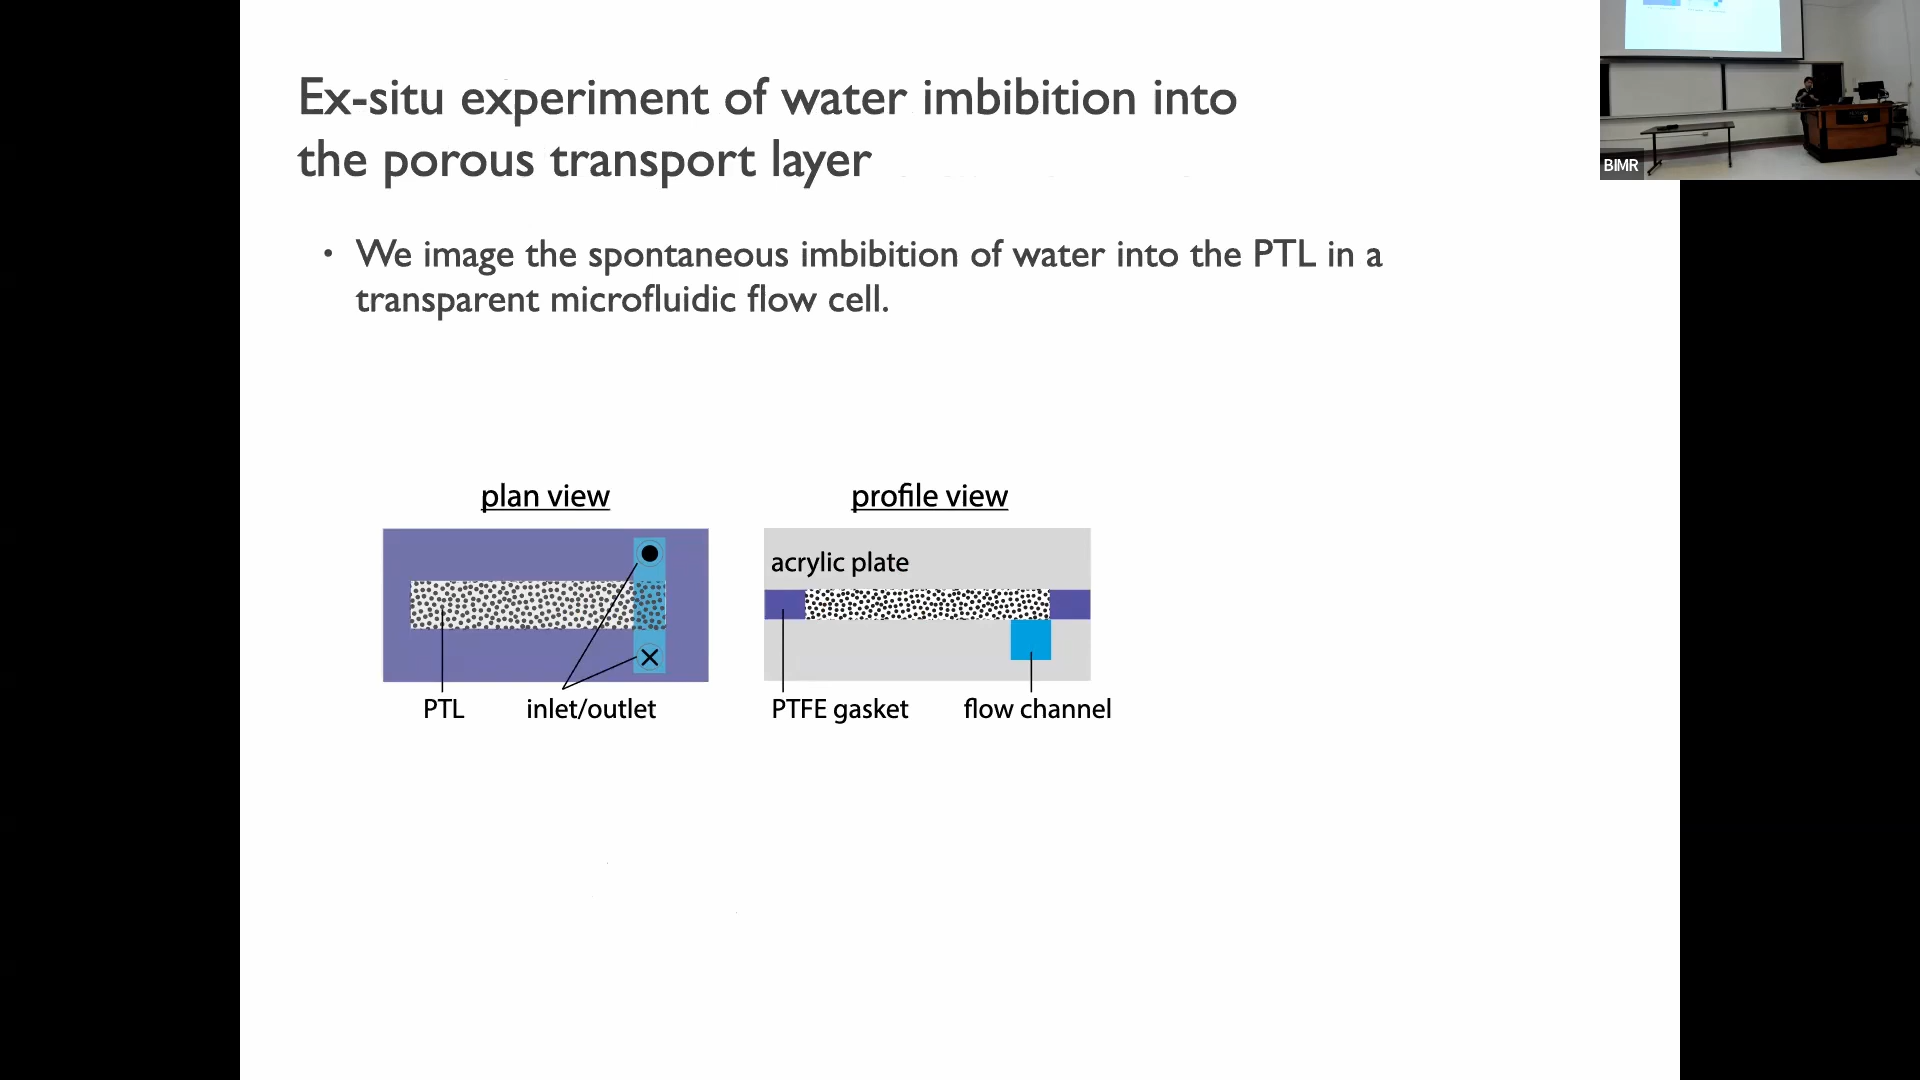 Ex-situ experiment of water imbibition into
the porous transport layer
• We image the spontaneous imbibition of water into the PTL in a
transparent microfluidic flow cell.
plan view
profile view
acrylic plate
PTL
inlet/outlet
PTFE gasket
flow channel
BIMR